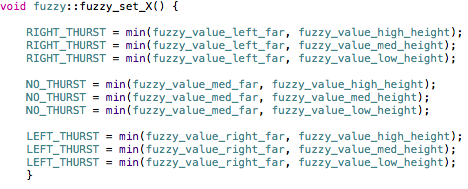 void fuzzy::fuzzy_set_X() {
RIGHT_THURST = min(fuzzy_value_left_far, fuzzy_value_high_height);
RIGHT_THURST = min(fuzzy_value_left_far, fuzzy_value_med_height);
RIGHT_THURST = min(fuzzy_value_left_far, fuzzy_value_low_height);
NO_THURST = min(fuzzy_value_med_far, fuzzy_value_high_height);
NO_THURST = min(fuzzy_value_med_far, fuzzy_value_med_height);
NO_THURST = min(fuzzy_value_med_far, fuzzy_value_low_height);
LEFT_THURST = min(fuzzy_value_right_far, fuzzy_value_high_height);
LEFT_THURST = min(fuzzy_value_right_far, fuzzy_value_med_height);
LEFT_THURST = min(fuzzy_value_right_far, fuzzy_value_low_height);
}